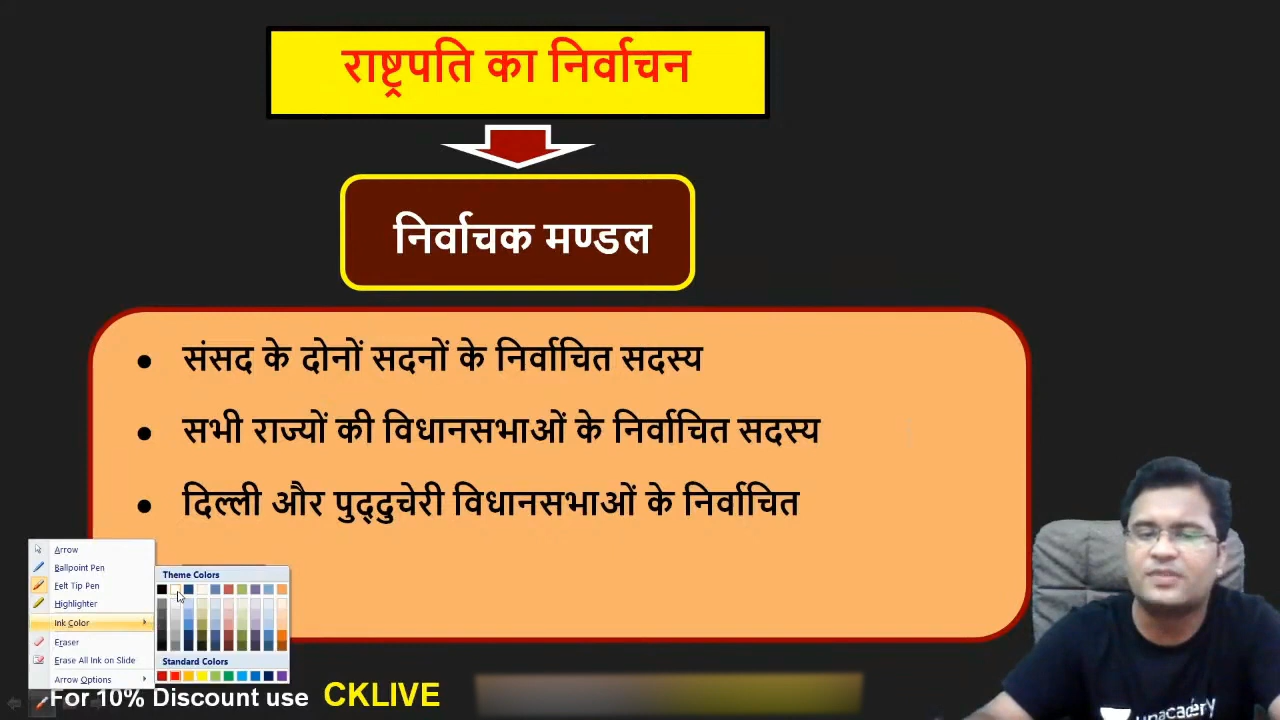 राष्ट्रपति का निर्वाचन
निर्वाचक मण्डल
• संसद के दोनों सदनों के निर्वाचित सदस्य
• सभी राज्यों की विधानसभाओं के निर्वाचित सदस्य
• दिल्ली और पुद्दुचेरी विधानसभाओं के निर्वाचित
Arrow
Ballpoint Pen
Felt Tip Pen
Highlighter
Ink Color
Eraser
Erase All Ink on Slide
Arrow Options
Theme Colors
Standard Colors
For 10% Discount use CKLIVE
unacademy